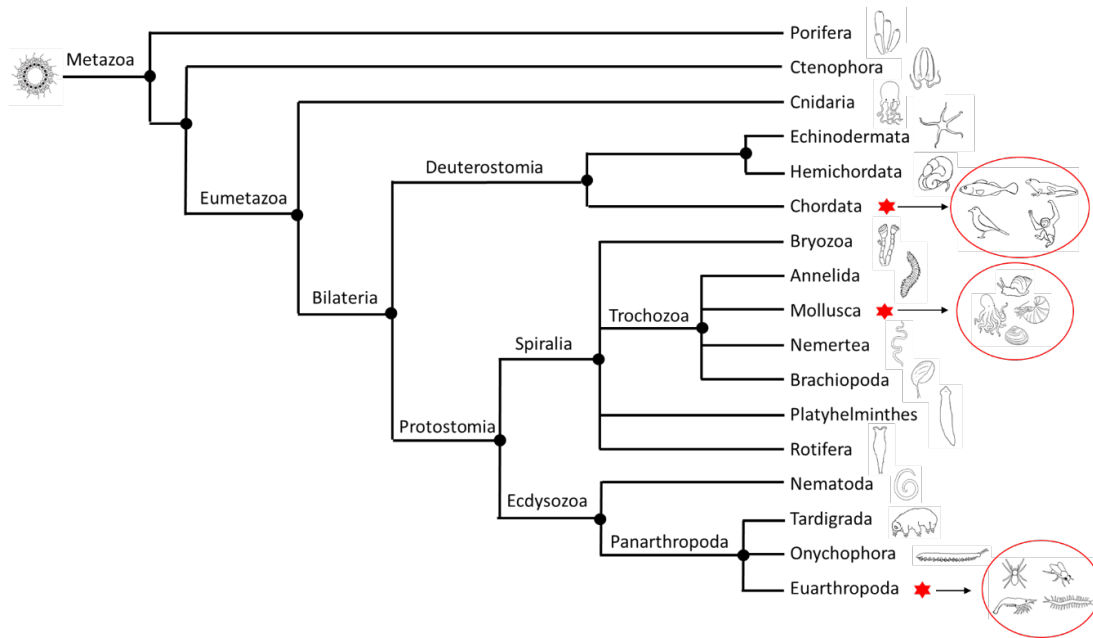 Metazoa
Porifera
Ctenophora
Cnidaria
Echinodermata
Deuterostomia
Hemichordata
Eumetazoa
Chordata
Bryozoa
Annelida
Bilateria
Mollusca
Trochozoa
Spiralia
Nemertea
Brachiopoda
Platyhelminthes
Protostomia
Rotifera
Nematoda
Ecdysozoa
Tardigrada
Panarthropoda
Onychophora
Euarthropoda